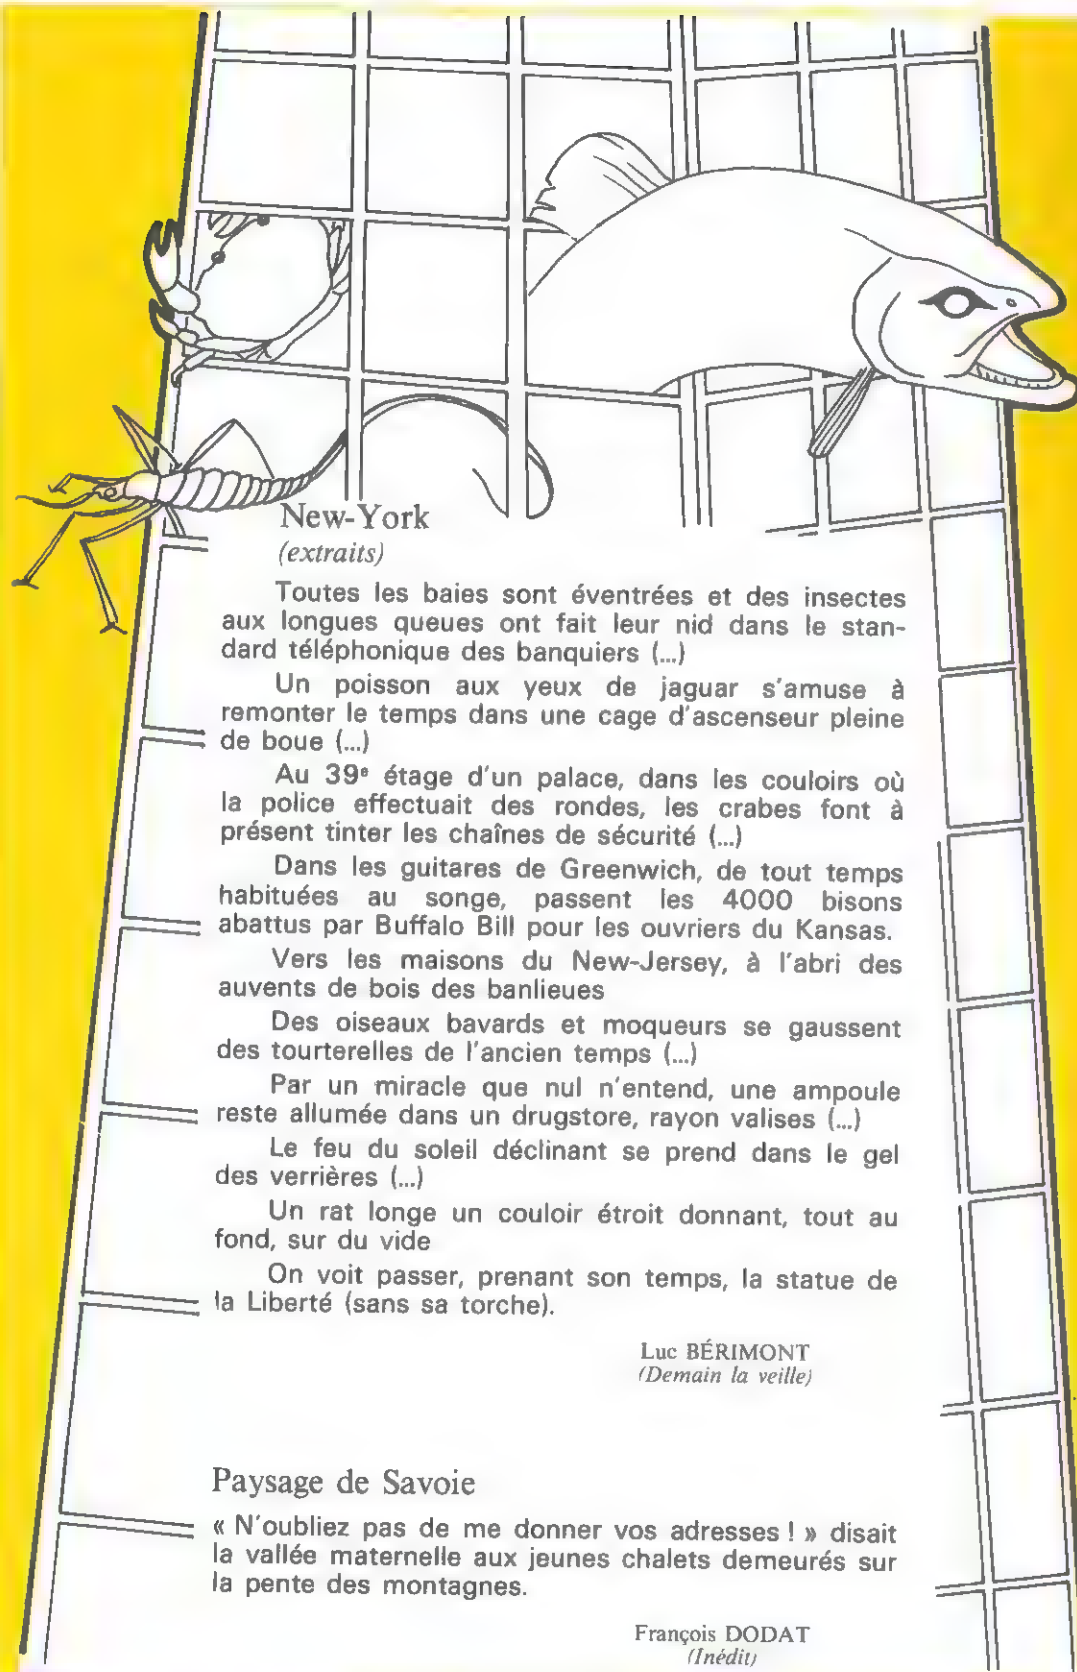 New-York
(extraits)
Toutes les baies sont éventrées et des insectes
aux longues queues ont fait leur nid dans le stan-
dard téléphonique des banquiers (...)
Un poisson aux yeux de jaguar s'amuse à
remonter le temps dans une cage d'ascenseur pleine
de boue (...)
Au 39e étage d'un palace, dans les couloirs où
la police effectuait des rondes, les crabes font à
présent tinter les chaînes de sécurité (...)
Dans les guitares de Greenwich, de tout temps
habituées au songe, passent les 4000 bisons
abattus par Buffalo Bill pour les ouvriers du Kansas.
Vers les maisons du New-Jersey, à l'abri des
auvents de bois des banlieues
Des oiseaux bavards et moqueurs se gaussent
des tourterelles de l'ancien temps (...)
Par un miracle que nul n'entend, une ampoule
reste allumée dans un drugstore, rayon valises (...)
Le feu du soleil déclinant se prend dans le gel
des verrières (...)
Un rat longe un couloir étroit donnant, tout au
fond, sur du vide
On voit passer, prenant son temps, la statue de
la Liberté (sans sa torche).
Luc BÉRIMONT
(Demain la veille)
Paysage de Savoie
« N'oubliez pas de me donner vos adresses ! » disait
la vallée maternelle aux jeunes chalets demeurés sur
la pente des montagnes.
François DODAT
(Inédit)